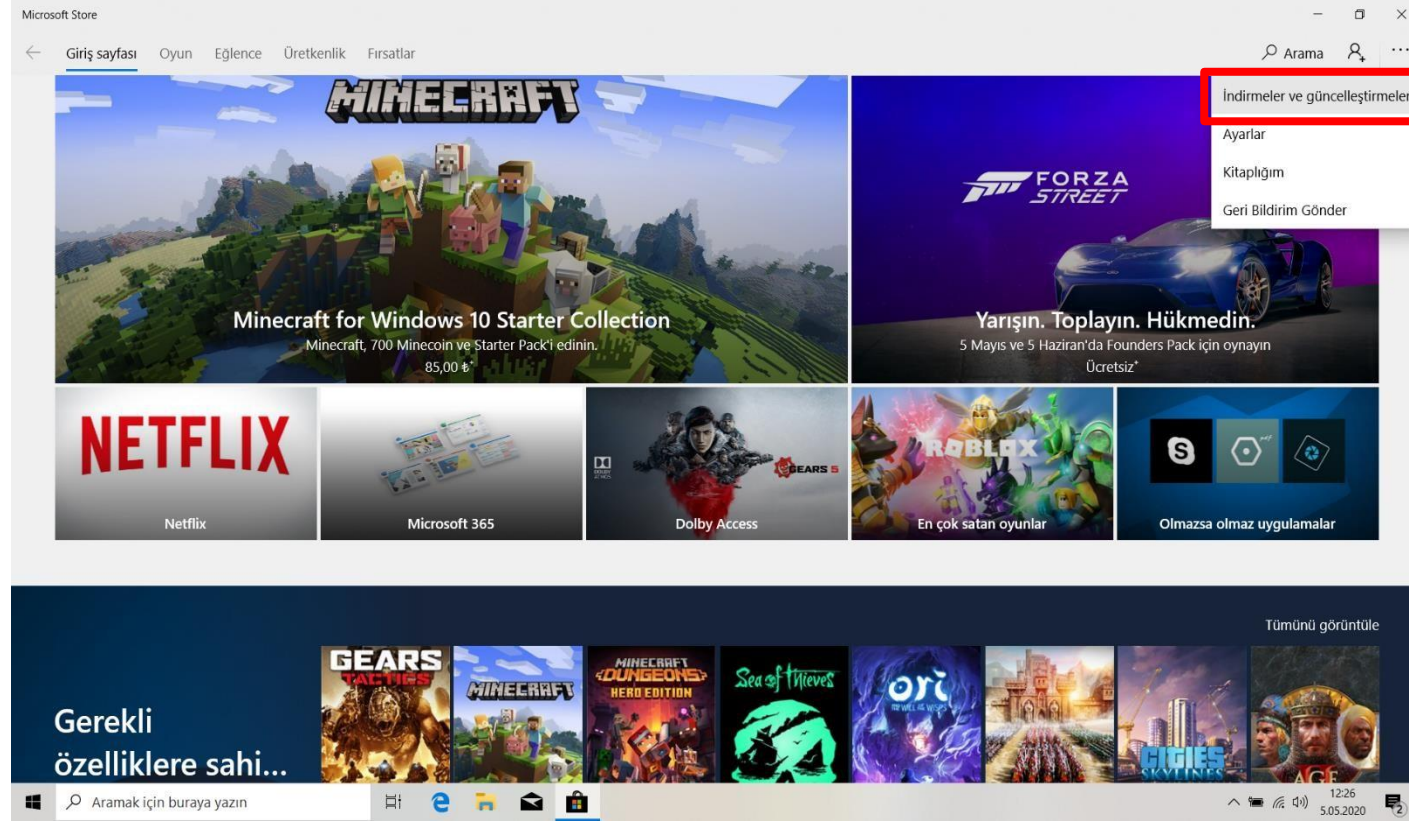 Microsoft Store
Giriş sayfası Oyun Eğlence Üretkenlik Fırsatlar
Arama
İndirmeler ve güncelleştirmeler
Ayarlar
Kitaplığım
Geri Bildirim Gönder
MINECRAFT
Minecraft for Windows 10 Starter Collection
Minecraft, 700 Minecoin ve Starter Pack'i edinin.
85,00 ₺*
FORZA
STREET
Yarışın. Toplayın. Hükmedin.
5 Mayıs ve 5 Haziran'da Founders Pack için oynayın
Ücretsiz*
NETFLIX
Netflix
Microsoft 365
DOLBY
ATMOS
GEARS 5
Dolby Access
ROBLOX
En çok satan oyunlar
S
Olmazsa olmaz uygulamalar
Tümünü görüntüle
Gerekli
özelliklere sahi...
GEARS
TACTICS
MINECRAFT
MINECRAFT
DUNGEONS
HERO EDITION
Sea of Thieves
ori
CITIES
SKYLINES
AGE
Aramak için buraya yazın
12:26
5.05.2020
2